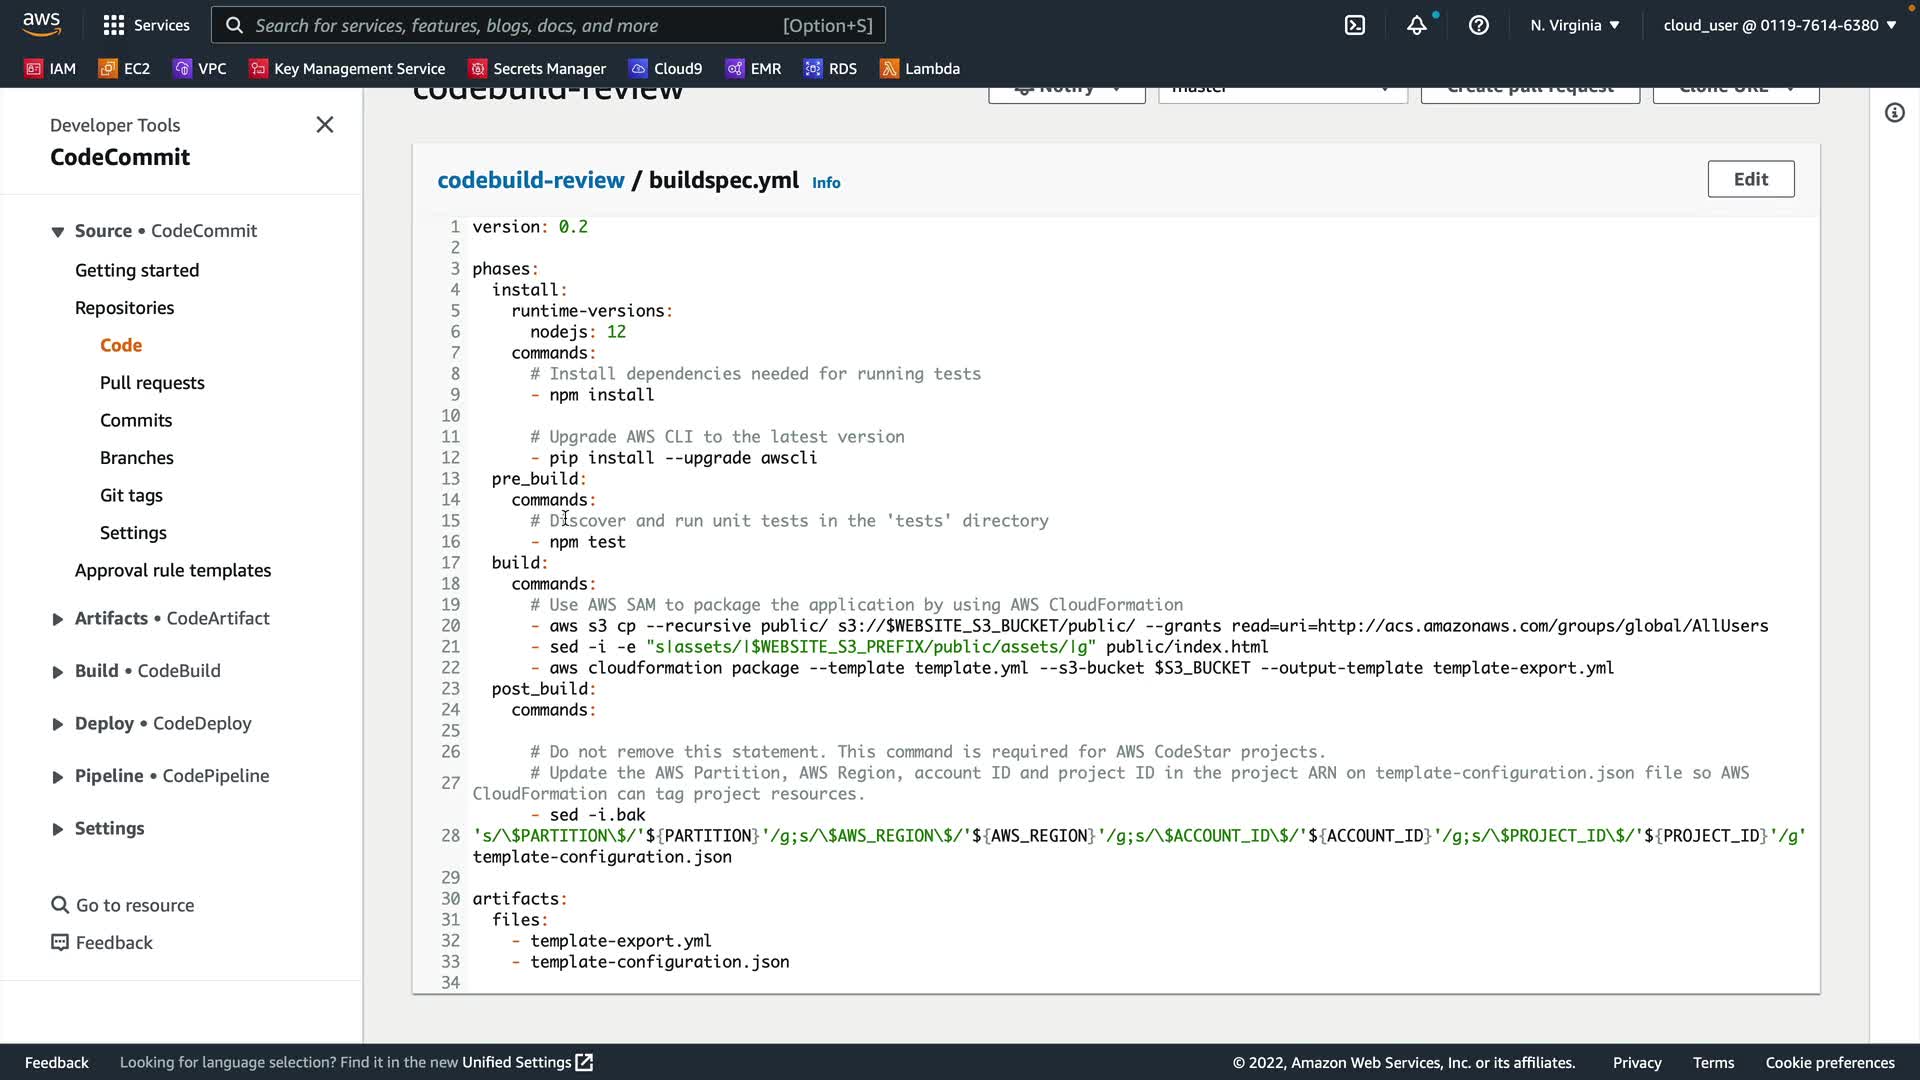 aws
Services
Search for services, features, blogs, docs, and more
[Option+S]
N. Virginia
cloud_user @ 0119-7614-6380
IAM
EC2
VPC
Key Management Service
Secrets Manager
Cloud9
EMR
RDS
Lambda
codebuild-review
Notify
master
Create pull request
Clone URL
Developer Tools
CodeCommit
Source • CodeCommit
Getting started
Repositories
Code
Pull requests
Commits
Branches
Git tags
Settings
Approval rule templates
Artifacts • CodeArtifact
Build • CodeBuild
Deploy • CodeDeploy
Pipeline • CodePipeline
Settings
Go to resource
Feedback
codebuild-review / buildspec.yml Info
Edit
1 version: 0.2
2
3 phases:
4 install:
5 runtime-versions:
6 nodejs: 12
7 commands:
8 # Install dependencies needed for running tests
9 - npm install
10
11 # Upgrade AWS CLI to the latest version
12 - pip install --upgrade awscli
13 pre_build:
14 commands:
15 # Discover and run unit tests in the 'tests' directory
16 - npm test
17 build:
18 commands:
19 # Use AWS SAM to package the application by using AWS CloudFormation
20 - aws s3 cp --recursive public/ s3://$WEBSITE_S3_BUCKET/public/ --grants read=uri=http://acs.amazonaws.com/groups/global/AllUsers
21 - sed -i -e "s|assets/|$WEBSITE_S3_PREFIX/public/assets/|g" public/index.html
22 - aws cloudformation package --template template.yml --s3-bucket $S3_BUCKET --output-template template-export.yml
23 post_build:
24 commands:
25
26 # Do not remove this statement. This command is required for AWS CodeStar projects.
27 # Update the AWS Partition, AWS Region, account ID and project ID in the project ARN on template-configuration.json file so AWS
CloudFormation can tag project resources.
- sed -i.bak
28 's/\$PARTITION\$/'${PARTITION}'/g;s/\$AWS_REGION\$/'${AWS_REGION}'/g;s/\$ACCOUNT_ID\$/'${ACCOUNT_ID}'/g;s/\$PROJECT_ID\$/'${PROJECT_ID}'/g'
template-configuration.json
29
30 artifacts:
31 files:
32 - template-export.yml
33 - template-configuration.json
34
Feedback
Looking for language selection? Find it in the new Unified Settings
© 2022, Amazon Web Services, Inc. or its affiliates.
Privacy
Terms
Cookie preferences